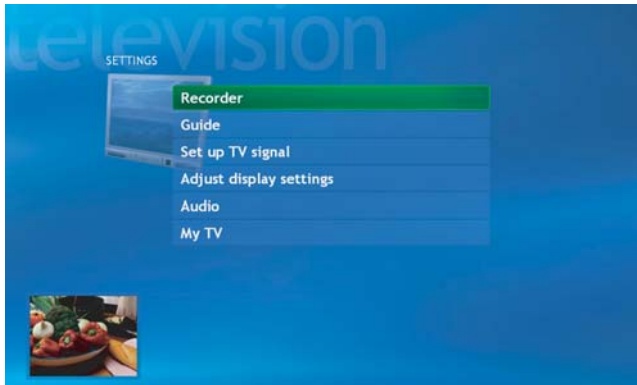 television
SETTINGS
Recorder
Guide
Set up TV signal
Adjust display settings
Audio
My TV